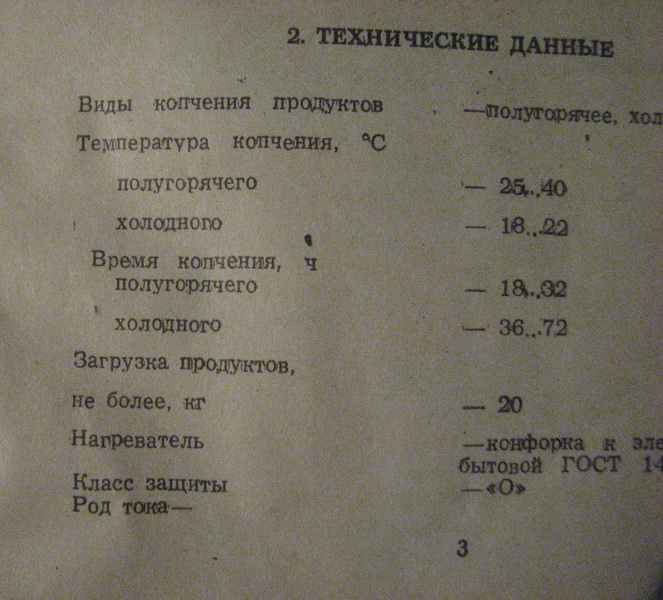 2. ТЕХНИЧЕСКИЕ ДАННЫЕ
Виды копчения продуктов — полугорячее, хол
Температура копчения, °С
полугорячего — 25...40
холодного — 18...22
Время копчения, ч
полугорячего — 18...32
холодного — 36...72
Загрузка продуктов,
не более, кг — 20
Нагреватель — конфорка к эле
бытовой ГОСТ 14
Класс защиты — «О»
Род тока —
3